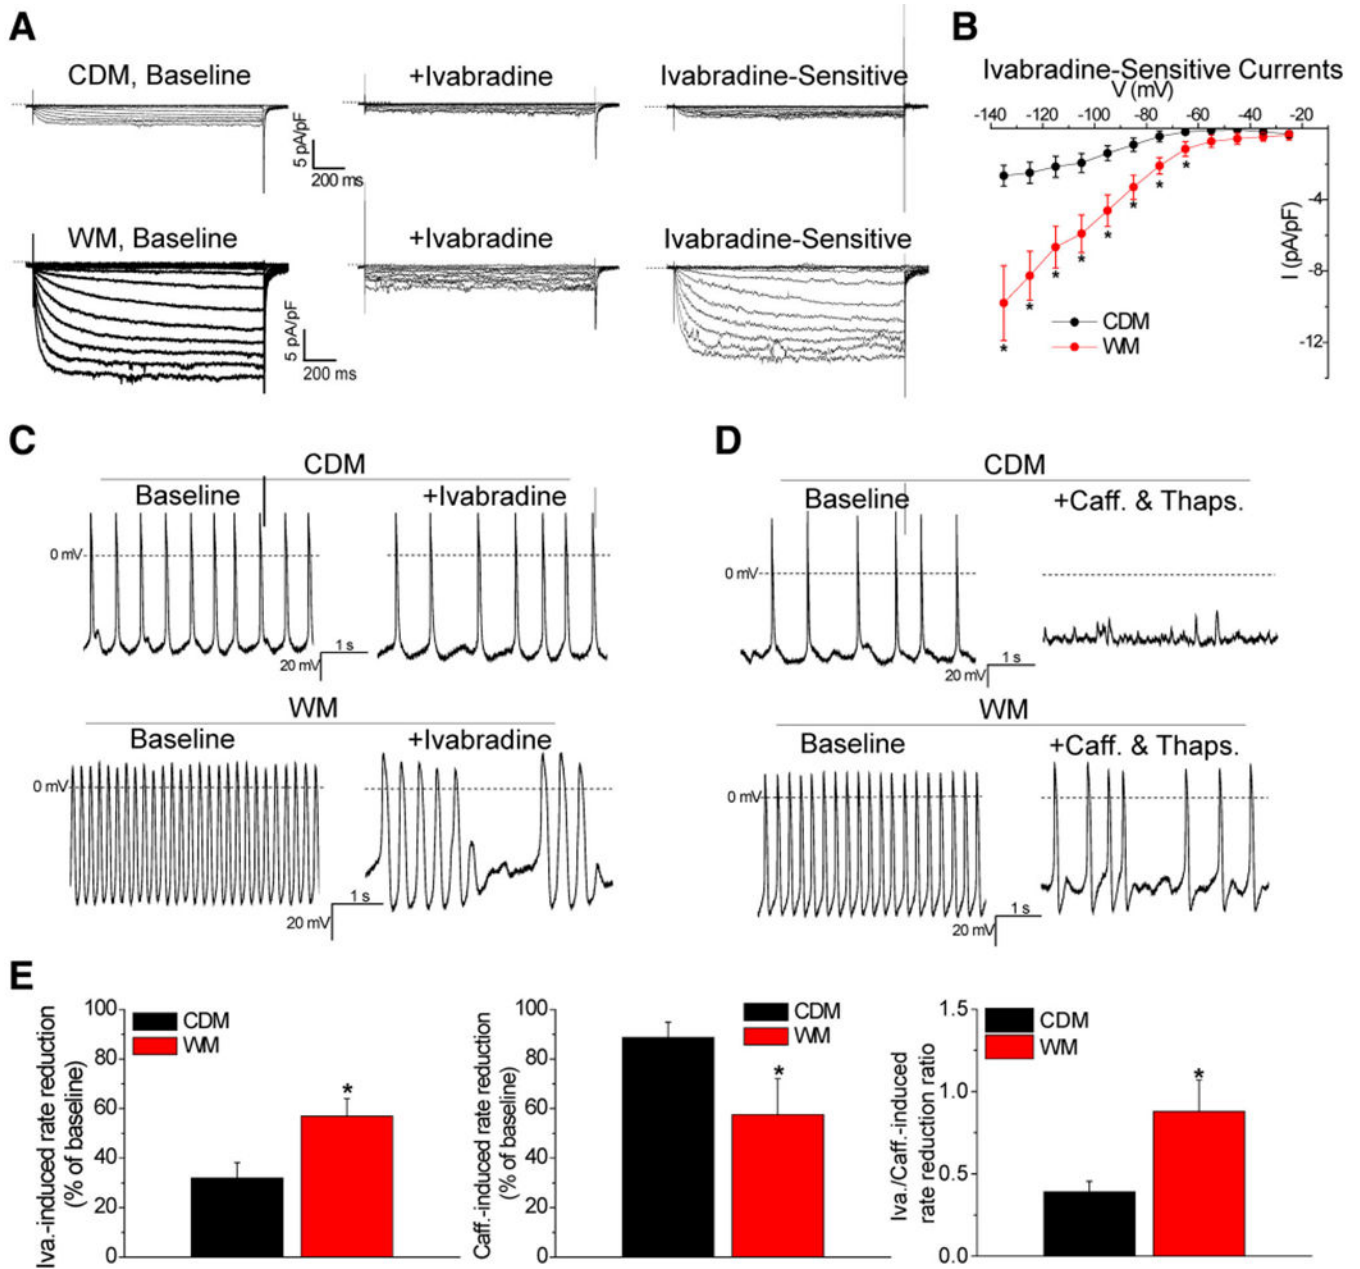 A
CDM, Baseline
+Ivabradine
Ivabradine-Sensitive
5 pA/pF
200 ms
WM, Baseline
+Ivabradine
Ivabradine-Sensitive
5 pA/pF
200 ms
B
Ivabradine-Sensitive Currents
V (mV)
-140 -120 -100 -80 -60 -40 -20
-4
-8
-12
I (pA/pF)
* * * * * * * *
CDM
WM
C
CDM
Baseline
+Ivabradine
0 mV
20 mV
1 s
WM
Baseline
+Ivabradine
0 mV
20 mV
1 s
D
CDM
Baseline
+Caff. & Thaps.
0 mV
20 mV
1 s
WM
Baseline
+Caff. & Thaps.
0 mV
20 mV
1 s
E
Iva.-induced rate reduction
(% of baseline)
100
80
60
40
20
0
CDM
WM
*
Caff.-induced rate reduction
(% of baseline)
100
80
60
40
20
0
CDM
WM
*
Iva./Caff.-induced
rate reduction ratio
1.5
1.0
0.5
0.0
CDM
WM
*